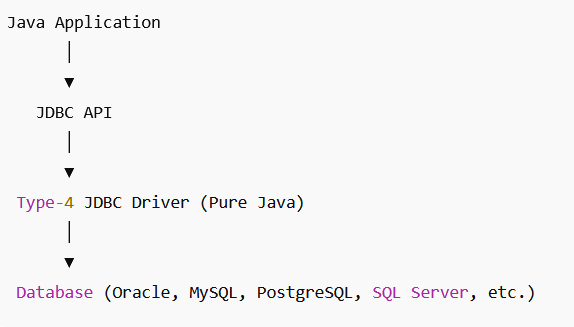 Java Application
JDBC API
Type-4 JDBC Driver (Pure Java)
Database (Oracle, MySQL, PostgreSQL, SQL Server, etc.)